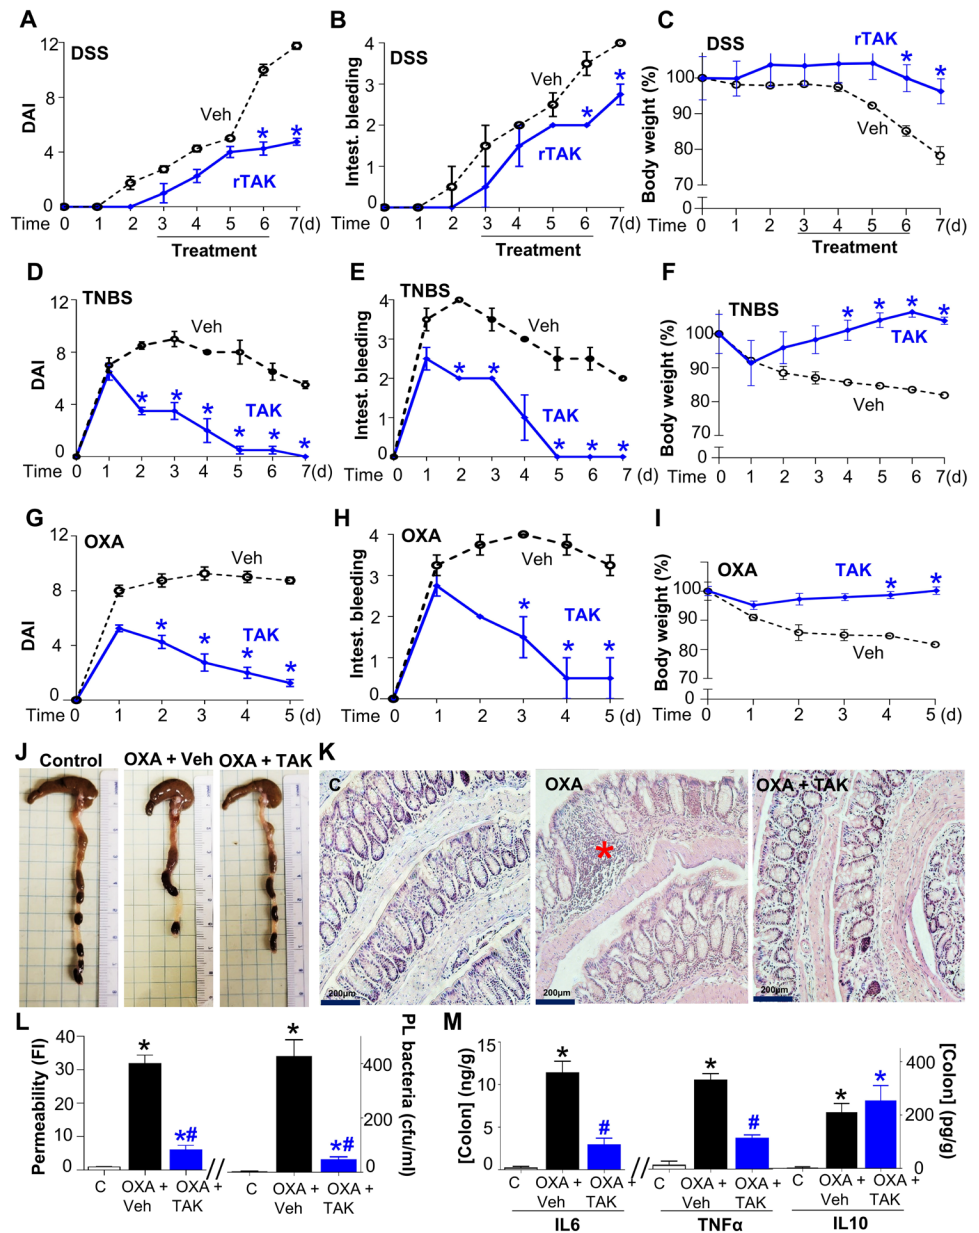 A
DSS
DAI
12
8
4
0
Veh
rTAK
* *
Time 0 1 2 3 4 5 6 7(d)
Treatment
B
DSS
Intest. bleeding
4
3
2
1
0
Veh
rTAK
* *
Time 0 1 2 3 4 5 6 7(d)
Treatment
C
DSS
Body weight (%)
100
90
80
70
0
rTAK
Veh
* *
0 1 2 3 4 5 6 7(d)
Treatment
D
TNBS
DAI
12
8
4
0
Veh
TAK
* * * * * *
Time 0 1 2 3 4 5 6 7(d)
E
TNBS
Intest. bleeding
4
3
2
1
0
Veh
TAK
* * * * *
Time 0 1 2 3 4 5 6 7 (d)
F
TNBS
Body weight (%)
100
90
80
70
0
TAK
Veh
* * * *
Time 0 1 2 3 4 5 6 7(d)
G
OXA
DAI
12
8
4
0
Veh
TAK
* * * *
Time 0 1 2 3 4 5 (d)
H
OXA
Intest. bleeding
4
3
2
1
0
Veh
TAK
* * *
Time 0 1 2 3 4 5 (d)
I
OXA
Body weight (%)
100
90
80
70
0
TAK
Veh
* *
Time 0 1 2 3 4 5 (d)
J
Control OXA + Veh OXA + TAK
K
C
200µm
OXA
*
200µm
OXA + TAK
200µm
L
Permeability (FI)
40
30
20
10
0
* *#
* *#
PL bacteria (cfu/ml)
400
200
0
C OXA + OXA + // C OXA + OXA +
Veh TAK Veh TAK
M
[Colon] (ng/g)
15
10
5
0
* #
* #
* *
[Colon] (pg/g)
400
200
0
C OXA + OXA + // C OXA + OXA + C OXA + OXA +
Veh TAK Veh TAK Veh TAK
IL6 TNFα IL10